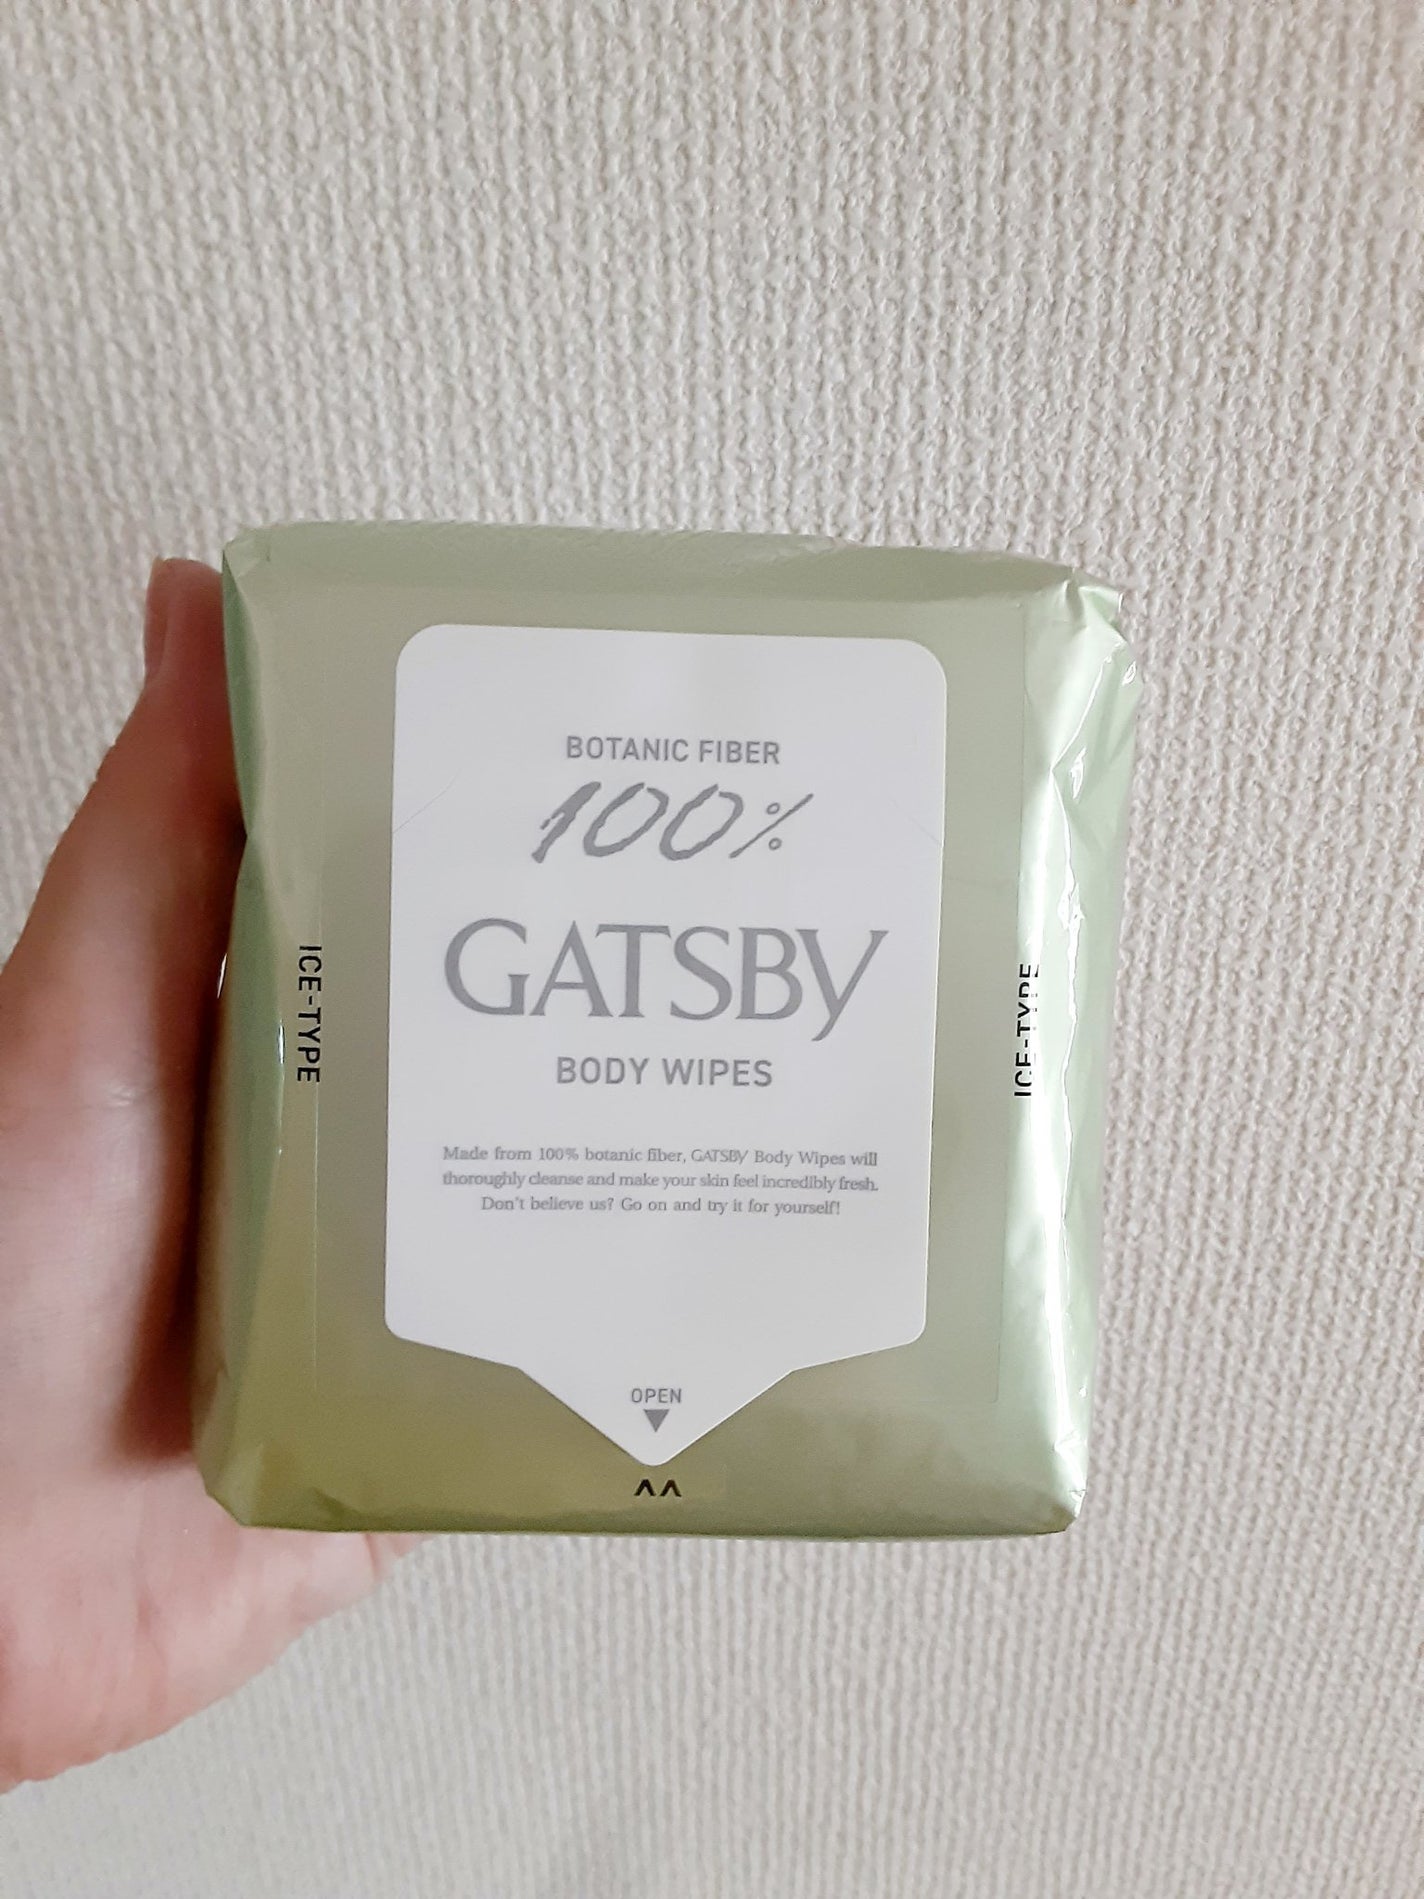 BOTANIC FIBER
100%
GATSBY
BODY WIPES
Made from 100% botanic fiber, GATSBY Body Wipes will
thoroughly cleanse and make your skin feel incredibly fresh.
Don't believe us? Go on and try it for yourself!
OPEN
ICE-TYPE
ICE-TYPE